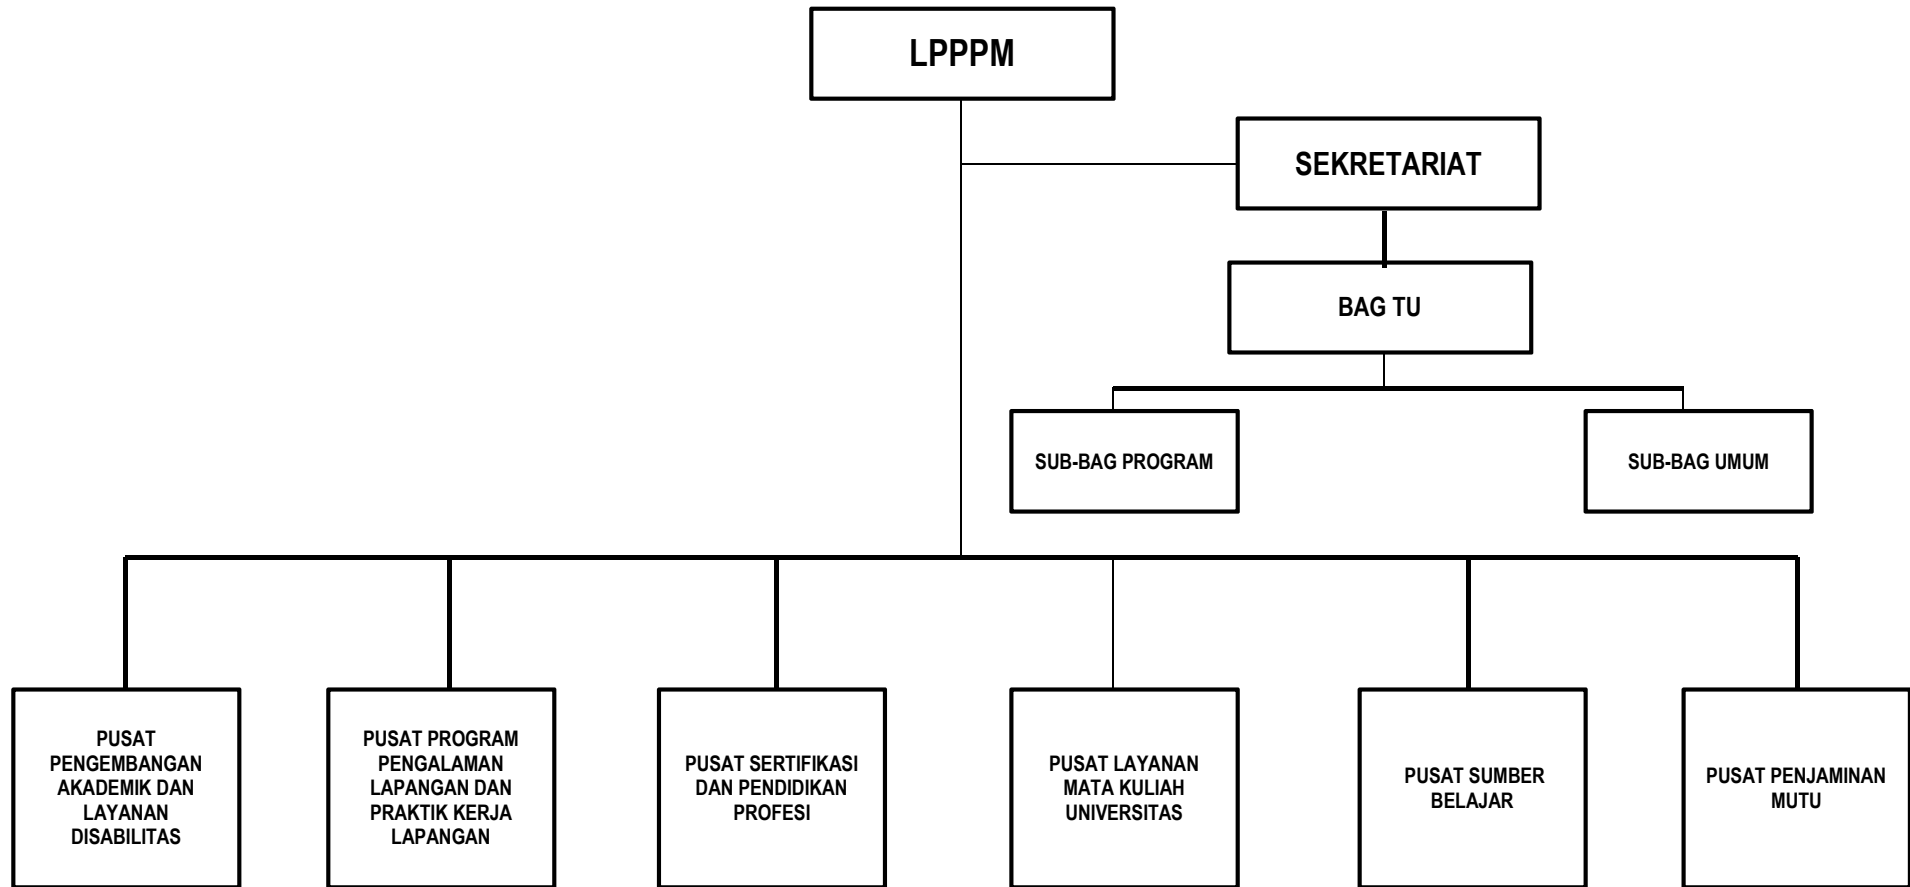 LPPPM
SEKRETARIAT
BAG TU
SUB-BAG PROGRAM
SUB-BAG UMUM
PUSAT
PENGEMBANGAN
AKADEMIK DAN
LAYANAN
DISABILITAS
PUSAT PROGRAM
PENGALAMAN
LAPANGAN DAN
PRAKTIK KERJA
LAPANGAN
PUSAT SERTIFIKASI
DAN PENDIDIKAN
PROFESI
PUSAT LAYANAN
MATA KULIAH
UNIVERSITAS
PUSAT SUMBER
BELAJAR
PUSAT PENJAMINAN
MUTU